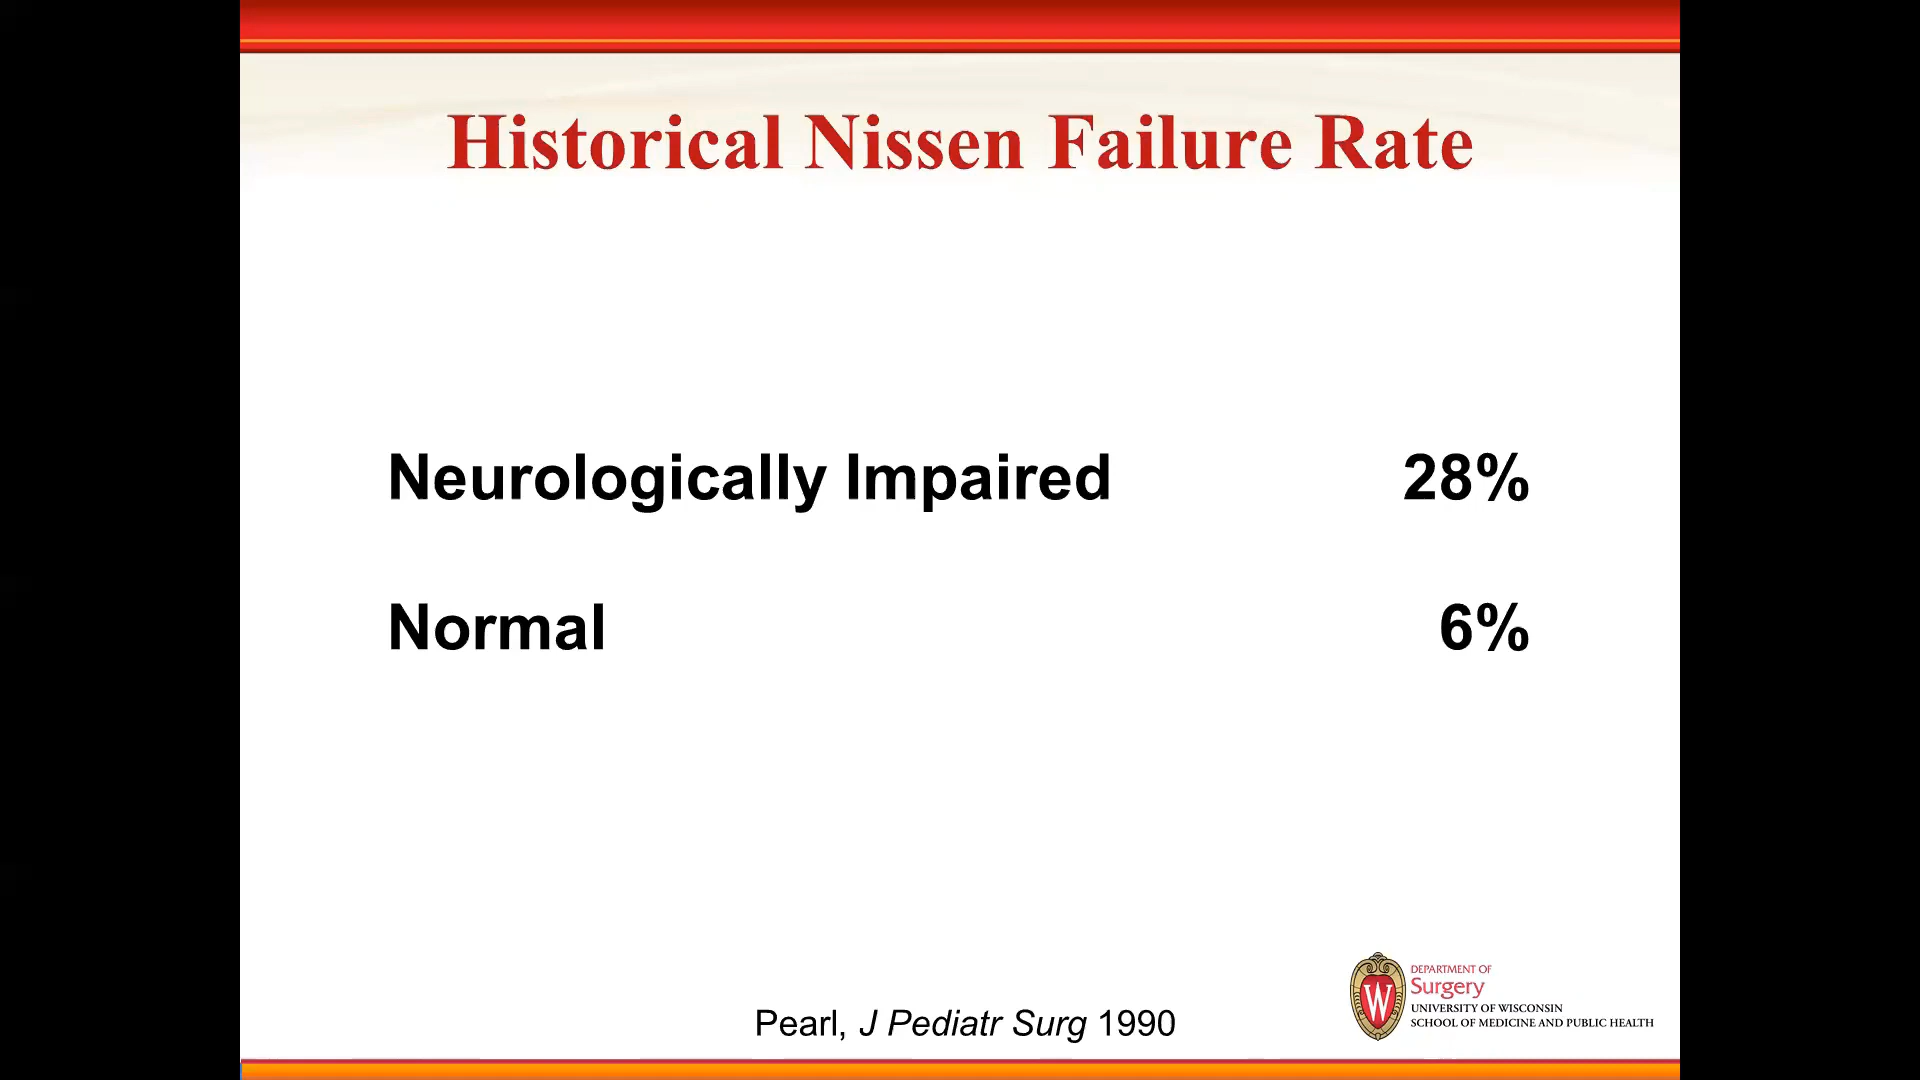 Historical Nissen Failure Rate
Neurologically Impaired 28%
Normal 6%
Pearl, J Pediatr Surg 1990
W
DEPARTMENT OF
Surgery
UNIVERSITY OF WISCONSIN
SCHOOL OF MEDICINE AND PUBLIC HEALTH